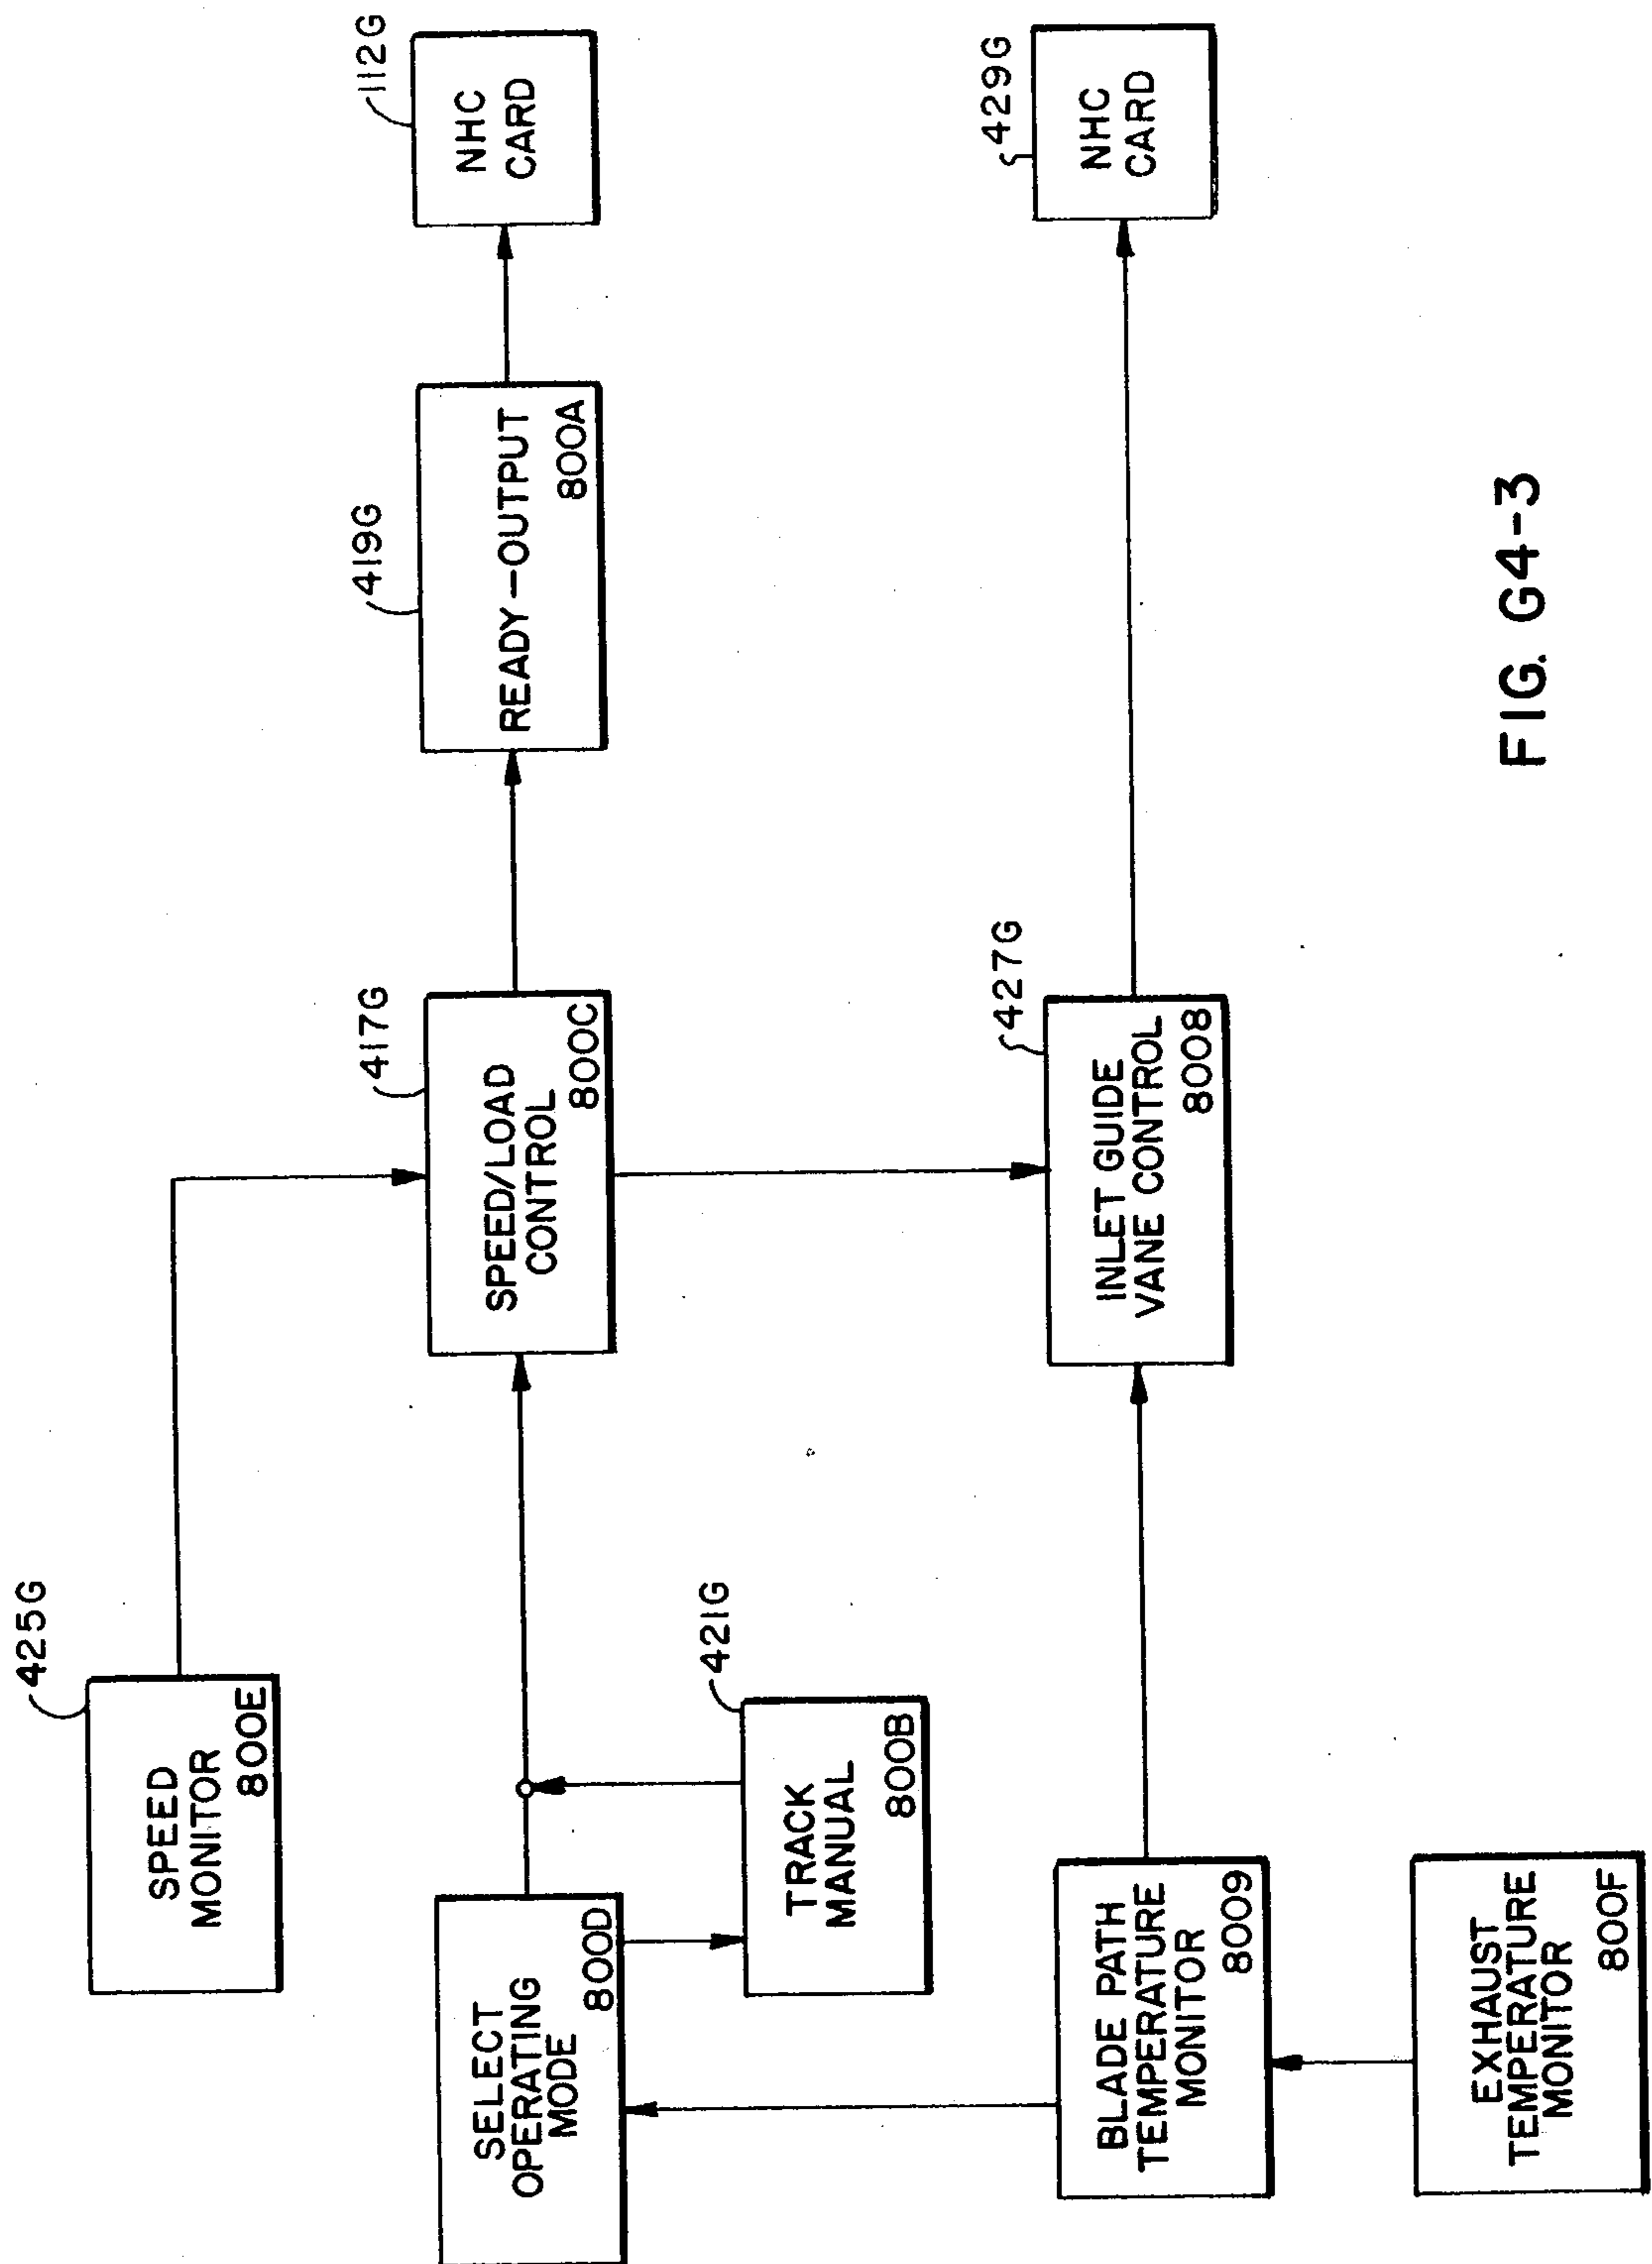 425G
SPEED
MONITOR
800E
SELECT
OPERATING
MODE
800D
421G
TRACK
MANUAL
800B
417G
SPEED/LOAD
CONTROL
800C
419G
READY-OUTPUT
800A
112G
NHC
CARD
BLADE PATH
TEMPERATURE
MONITOR
8009
EXHAUST
TEMPERATURE
MONITOR
800F
427G
INLET GUIDE
VANE CONTROL
8008
429G
NHC
CARD
FIG. G4-3